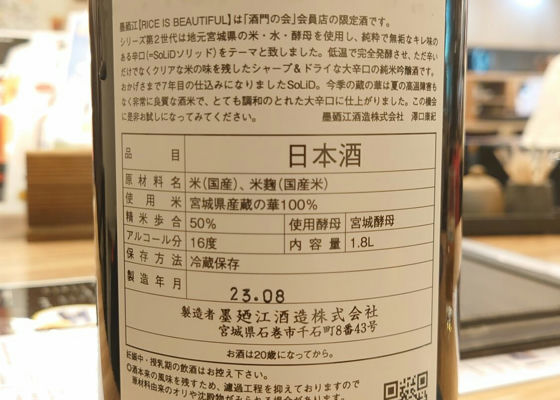 墨廼江【RICE IS BEAUTIFUL】は「酒門の会」会員店の限定酒です。
シリーズ第2世代は地元宮城県の米・水・酵母を使用し、純粋で無垢なキレ味の
ある辛口(=SoLiDソリッド)をテーマと致しました。低温で完全発酵させ、ただ辛い
だけでなくクリアな米の味を残したシャープ&ドライな大辛口の純米吟醸酒です。
おかげさまで7年目の仕込みになりましたSoLiD。今季の蔵の華は夏の高温障害も
なく非常に良質な酒米で、とても調和のとれた大辛口に仕上がりました。この機会
に是非お試しになってみてください。 墨廼江酒造株式会社 澤口康紀
品目 日本酒
原材料名 米(国産)、米麹(国産米)
使用米 宮城県産蔵の華100%
精米歩合 50% 使用酵母 宮城酵母
アルコール分 16度 内容量 1.8L
保存方法 冷蔵保存
製造年月 23.08
製造者 墨廼江酒造株式会社
宮城県石巻市千石町8番43号
お酒は20歳になってから。
妊娠中・授乳期の飲酒はお控え下さい。
○酒本来の風味を残すため、濾過工程を抑えておりますので
原材料由来のオリや沈殿物がみられる場合があります。